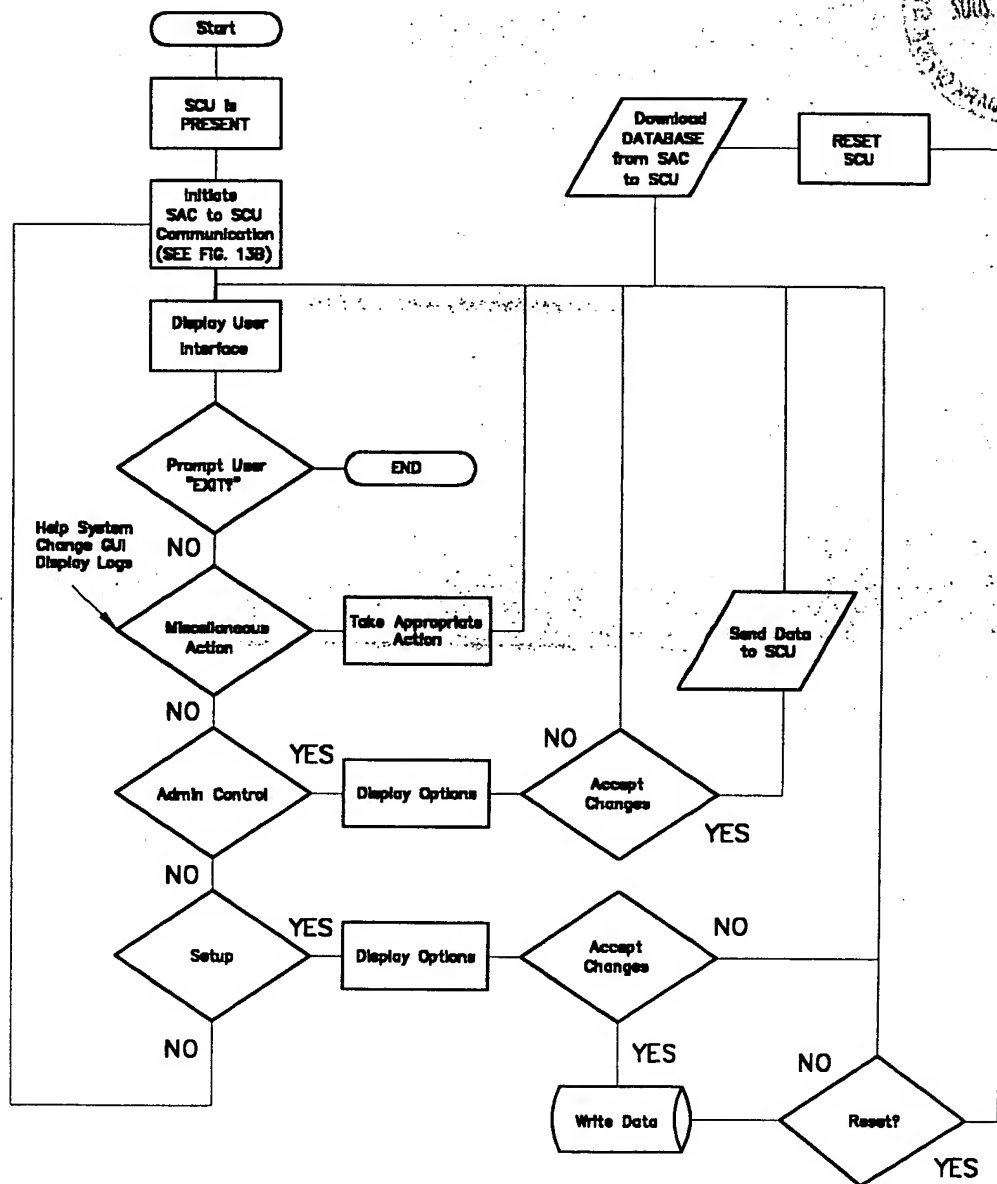 Start
SCU is
PRESENT
Initiate
SAC to SCU
Communication
(SEE FIG. 13B)
Download
DATABASE
from SAC
to SCU
RESET
SCU
Display User
Interface
Prompt User
"EXIT?"
END
NO
Help System
Change GUI
Display Logs
Miscellaneous
Action
Take Appropriate
Action
Send Data
to SCU
NO
Admin Control
YES
Display Options
NO
Accept
Changes
YES
NO
Setup
YES
Display Options
Accept
Changes
NO
NO
YES
Write Data
NO
Reset?
YES